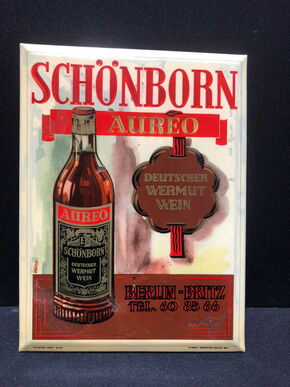 SCHÖNBORN
AUREO
DEUTSCHER
WERMUT
WEIN
AUREO
SCHÖNBORN
DEUTSCHER
WERMUT
WEIN
BERLIN-BRITZ
TEL. 60 85 66